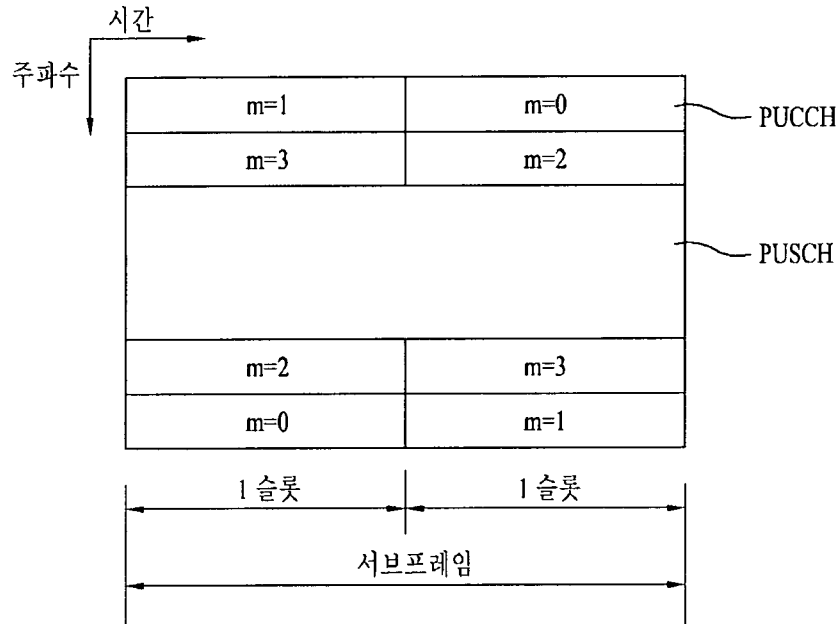 시간
주파수
m=1 m=0
PUCCH
m=3 m=2
PUSCH
m=2 m=3
m=0 m=1
1 슬롯 1 슬롯
서브프레임